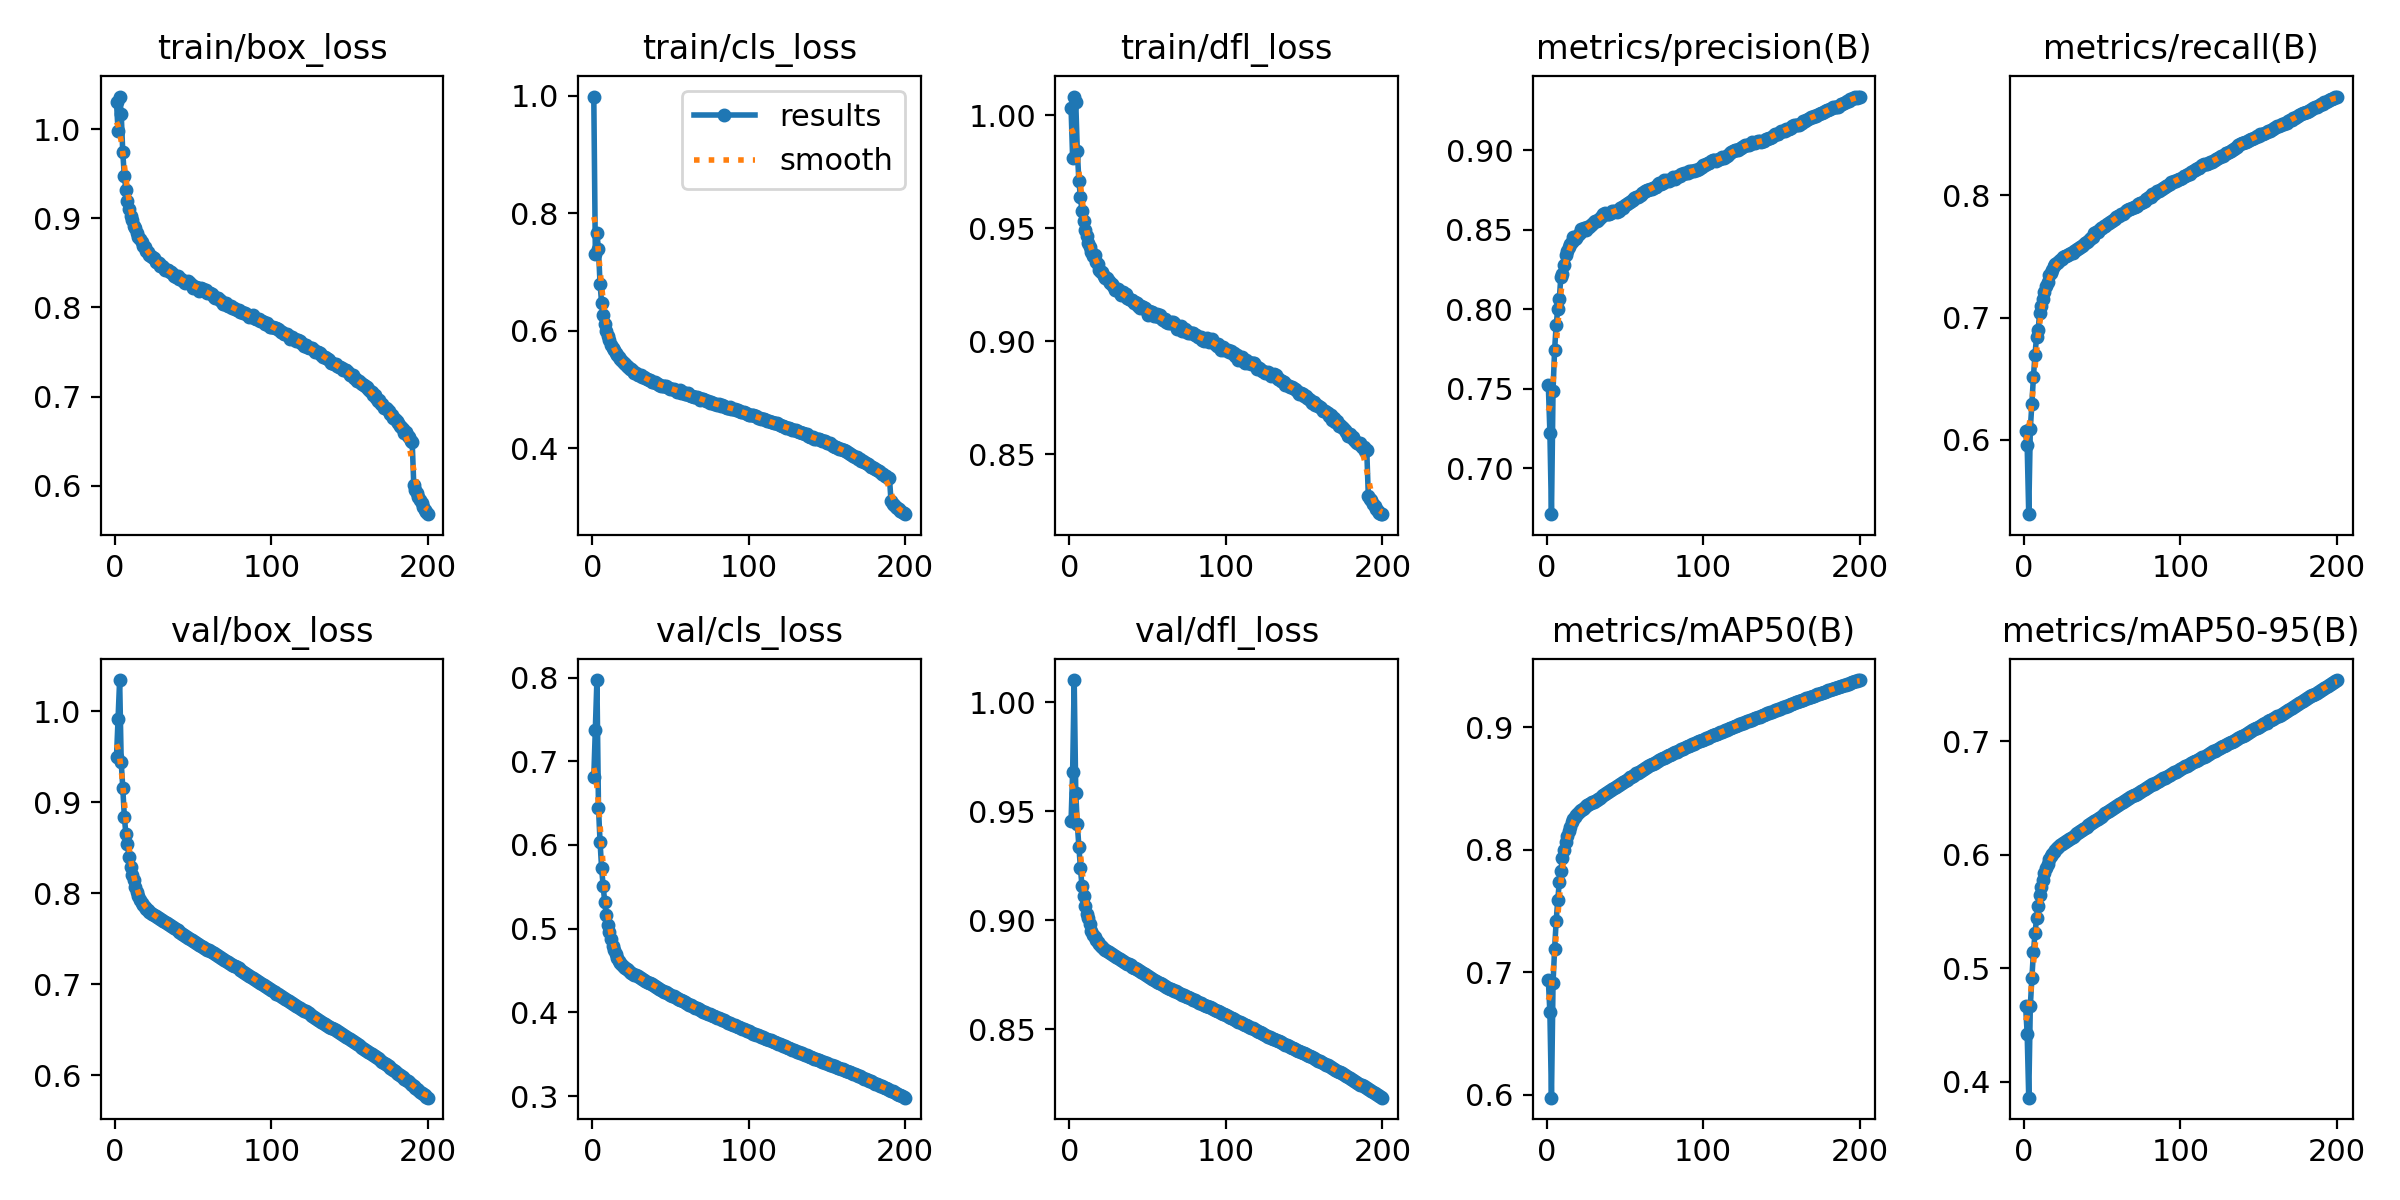 train/box_loss
1.0
0.9
0.8
0.7
0.6
0 100 200
train/cls_loss
results
smooth
1.0
0.8
0.6
0.4
0 100 200
train/dfl_loss
1.00
0.95
0.90
0.85
0 100 200
metrics/precision(B)
0.90
0.85
0.80
0.75
0.70
0 100 200
metrics/recall(B)
0.8
0.7
0.6
0 100 200
val/box_loss
1.0
0.9
0.8
0.7
0.6
0 100 200
val/cls_loss
0.8
0.7
0.6
0.5
0.4
0.3
0 100 200
val/dfl_loss
1.00
0.95
0.90
0.85
0 100 200
metrics/mAP50(B)
0.9
0.8
0.7
0.6
0 100 200
metrics/mAP50-95(B)
0.7
0.6
0.5
0.4
0 100 200